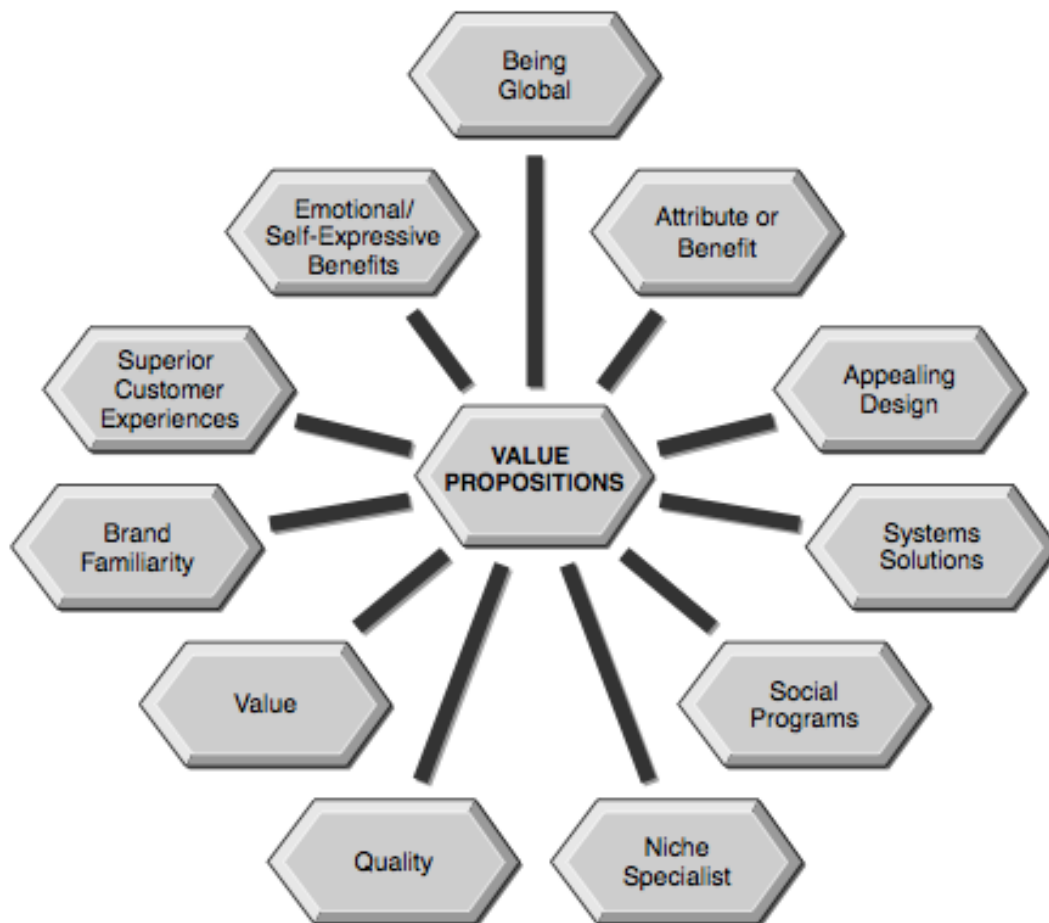 Being
Global
Emotional/
Self-Expressive
Benefits
Attribute or
Benefit
Superior
Customer
Experiences
Appealing
Design
VALUE
PROPOSITIONS
Brand
Familiarity
Systems
Solutions
Value
Social
Programs
Quality
Niche
Specialist